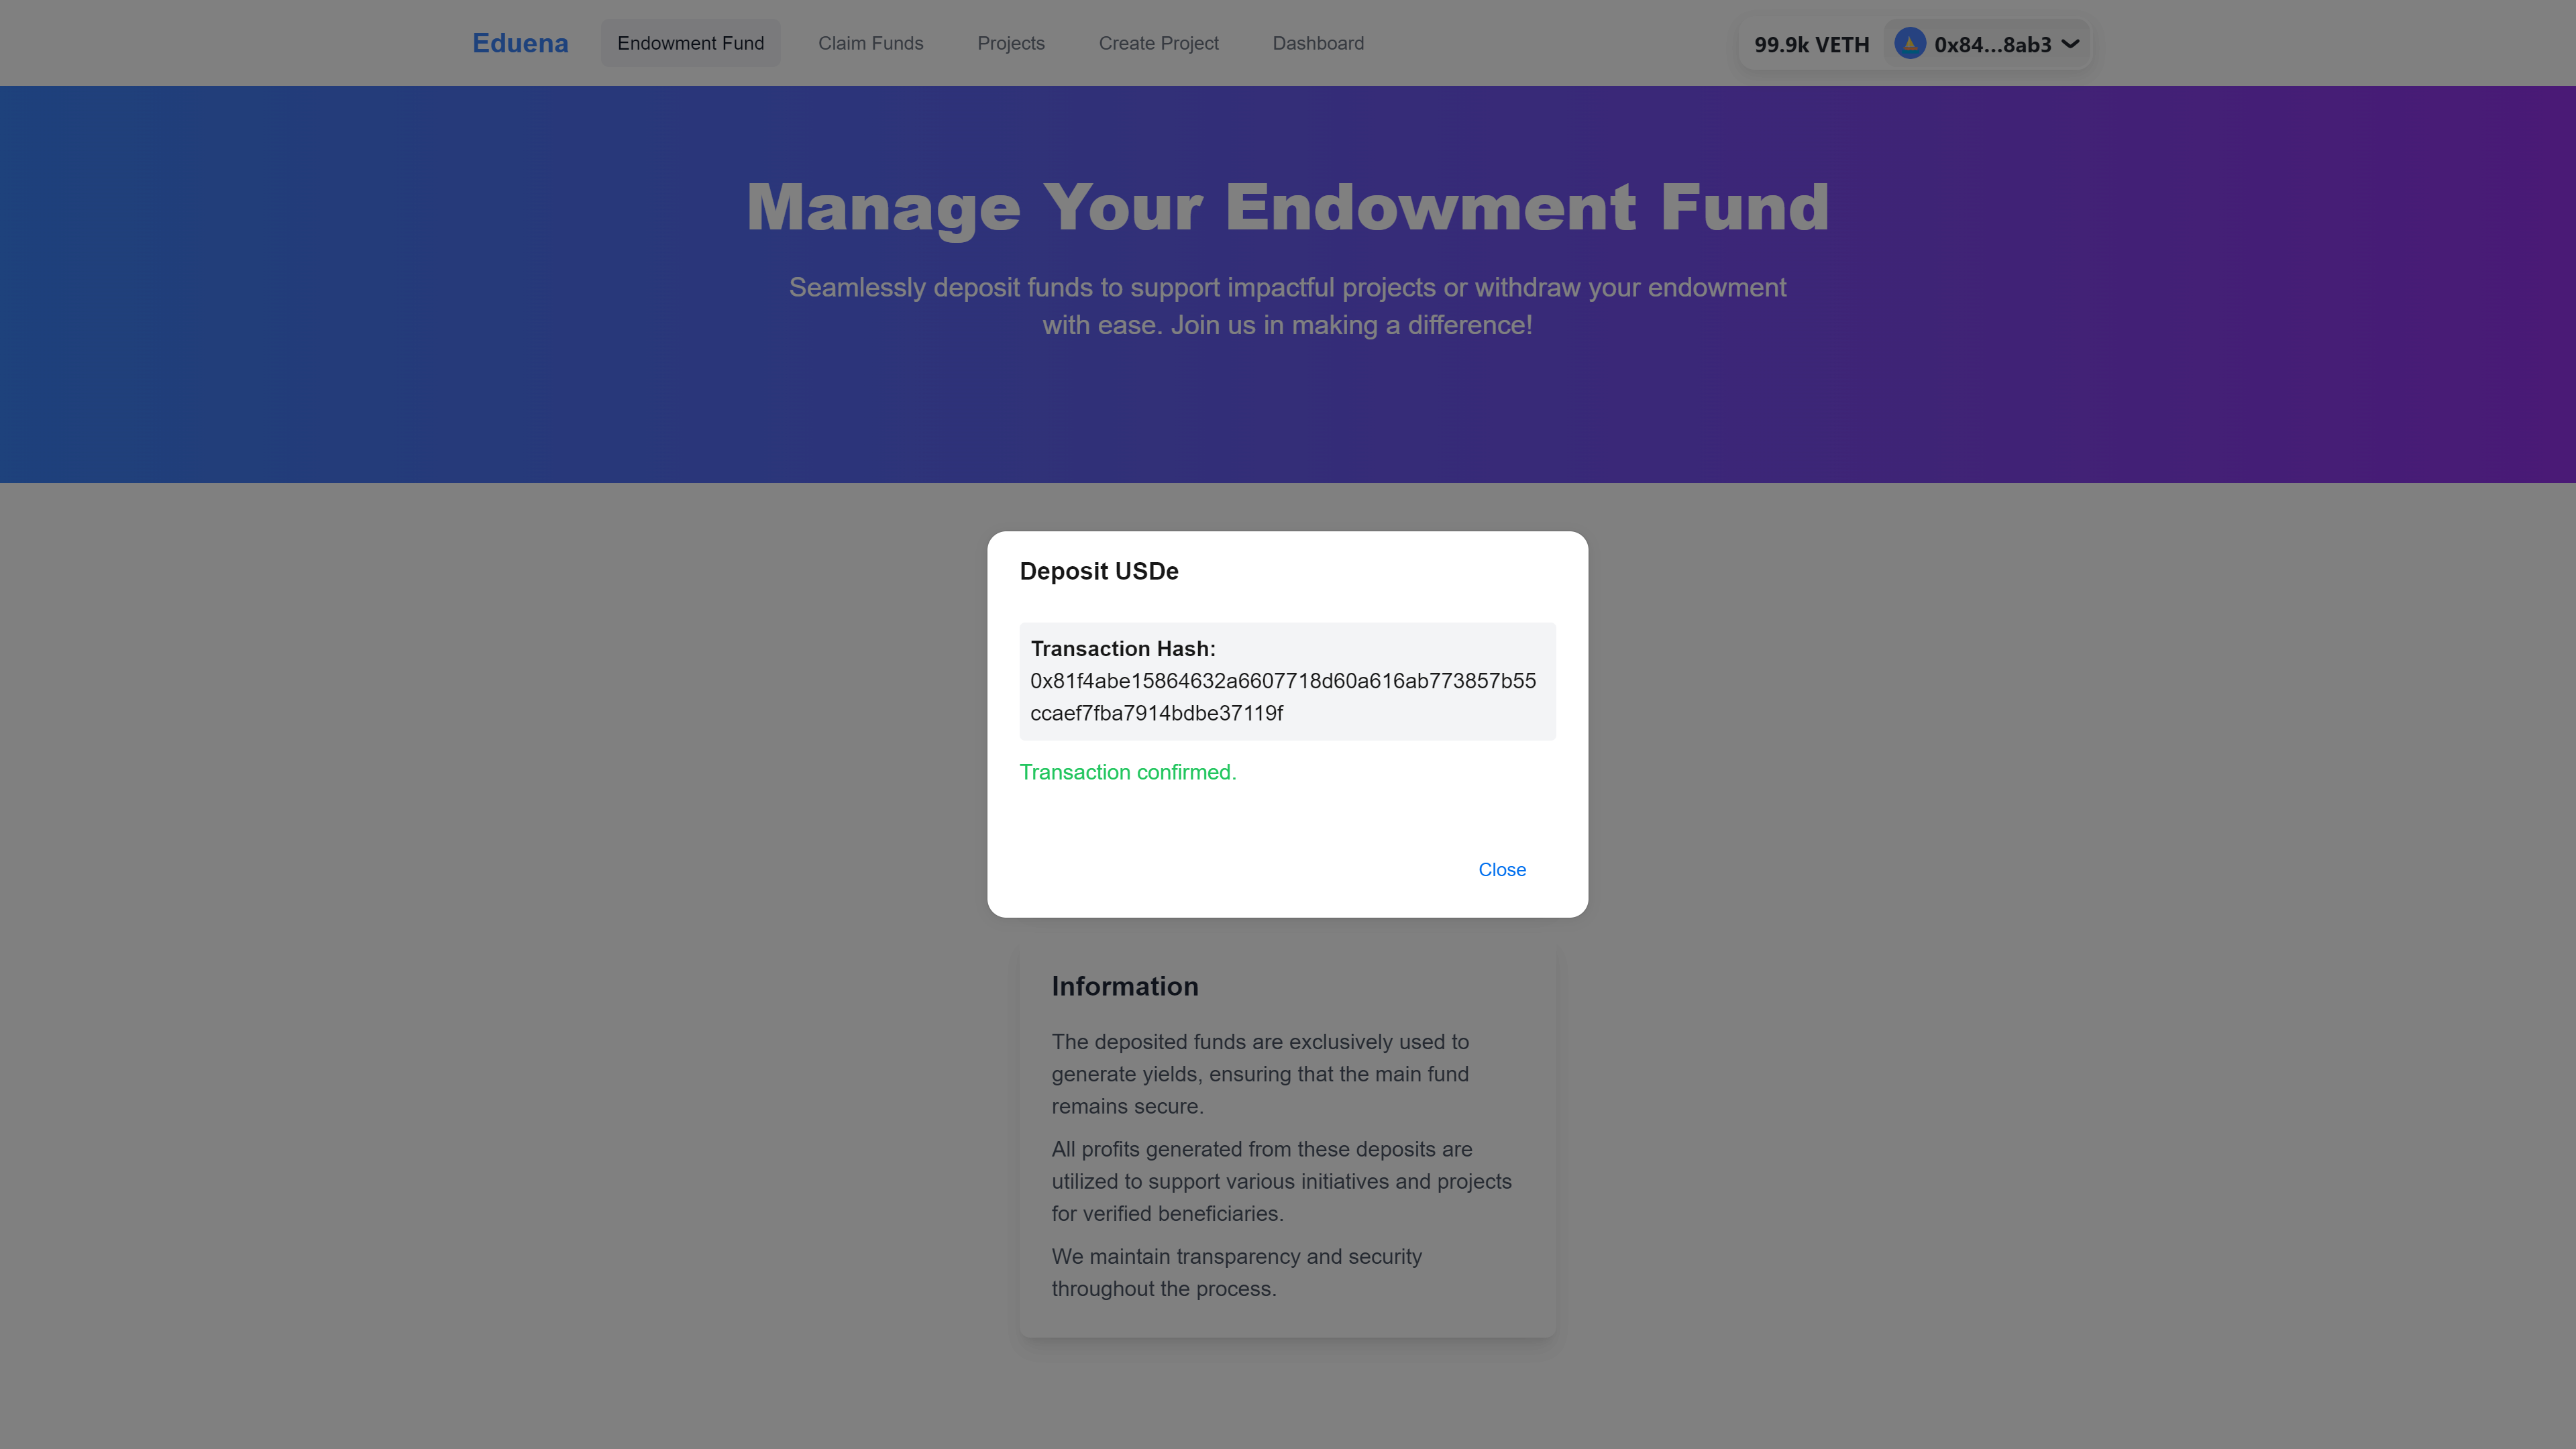 Eduena
Endowment Fund
Claim Funds
Projects
Create Project
Dashboard
99.9k VETH
0x84...8ab3
Manage Your Endowment Fund
Seamlessly deposit funds to support impactful projects or withdraw your endowment
with ease. Join us in making a difference!
Deposit USDe
Transaction Hash:
0x81f4abe15864632a6607718d60a616ab773857b55
ccaef7fba7914bdbe37119f
Transaction confirmed.
Close
Information
The deposited funds are exclusively used to
generate yields, ensuring that the main fund
remains secure.
All profits generated from these deposits are
utilized to support various initiatives and projects
for verified beneficiaries.
We maintain transparency and security
throughout the process.